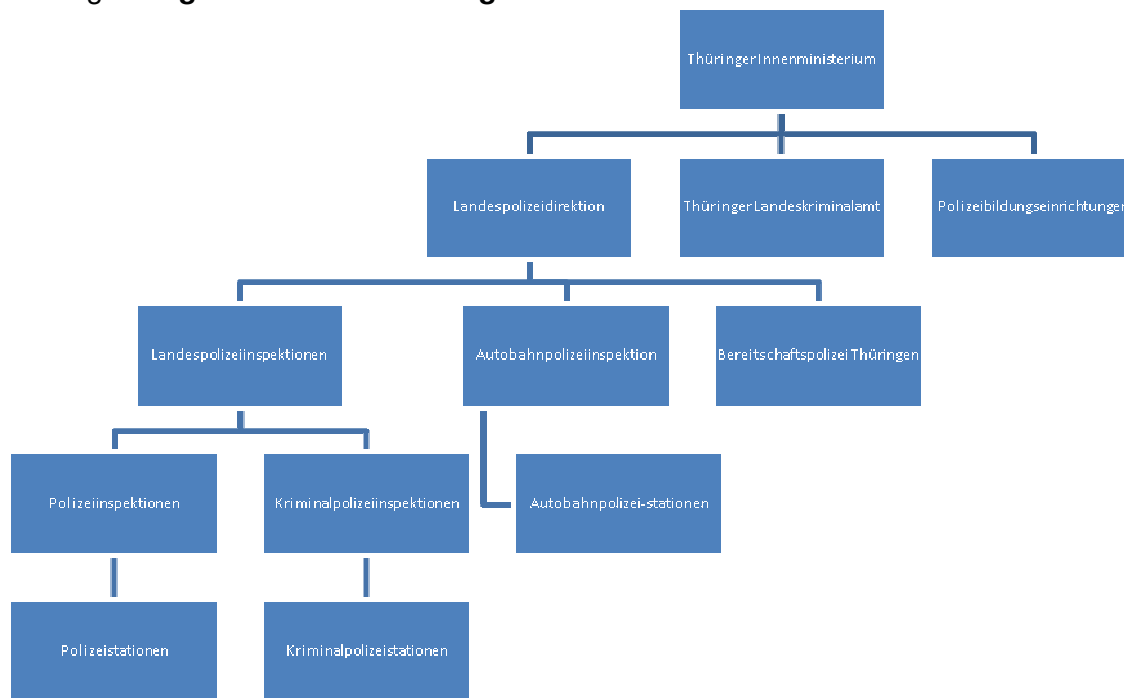 Thüringer Innenministerium
Landespolizeidirektion
Thüringer Landeskriminalamt
Polizeibildungseinrichtungen
Landespolizeiinspektionen
Autobahnpolizeiinspektion
Bereitschaftspolizei Thüringen
Polizeiinspektionen
Kriminalpolizeiinspektionen
Autobahnpolizei-stationen
Polizeistationen
Kriminalpolizeistationen